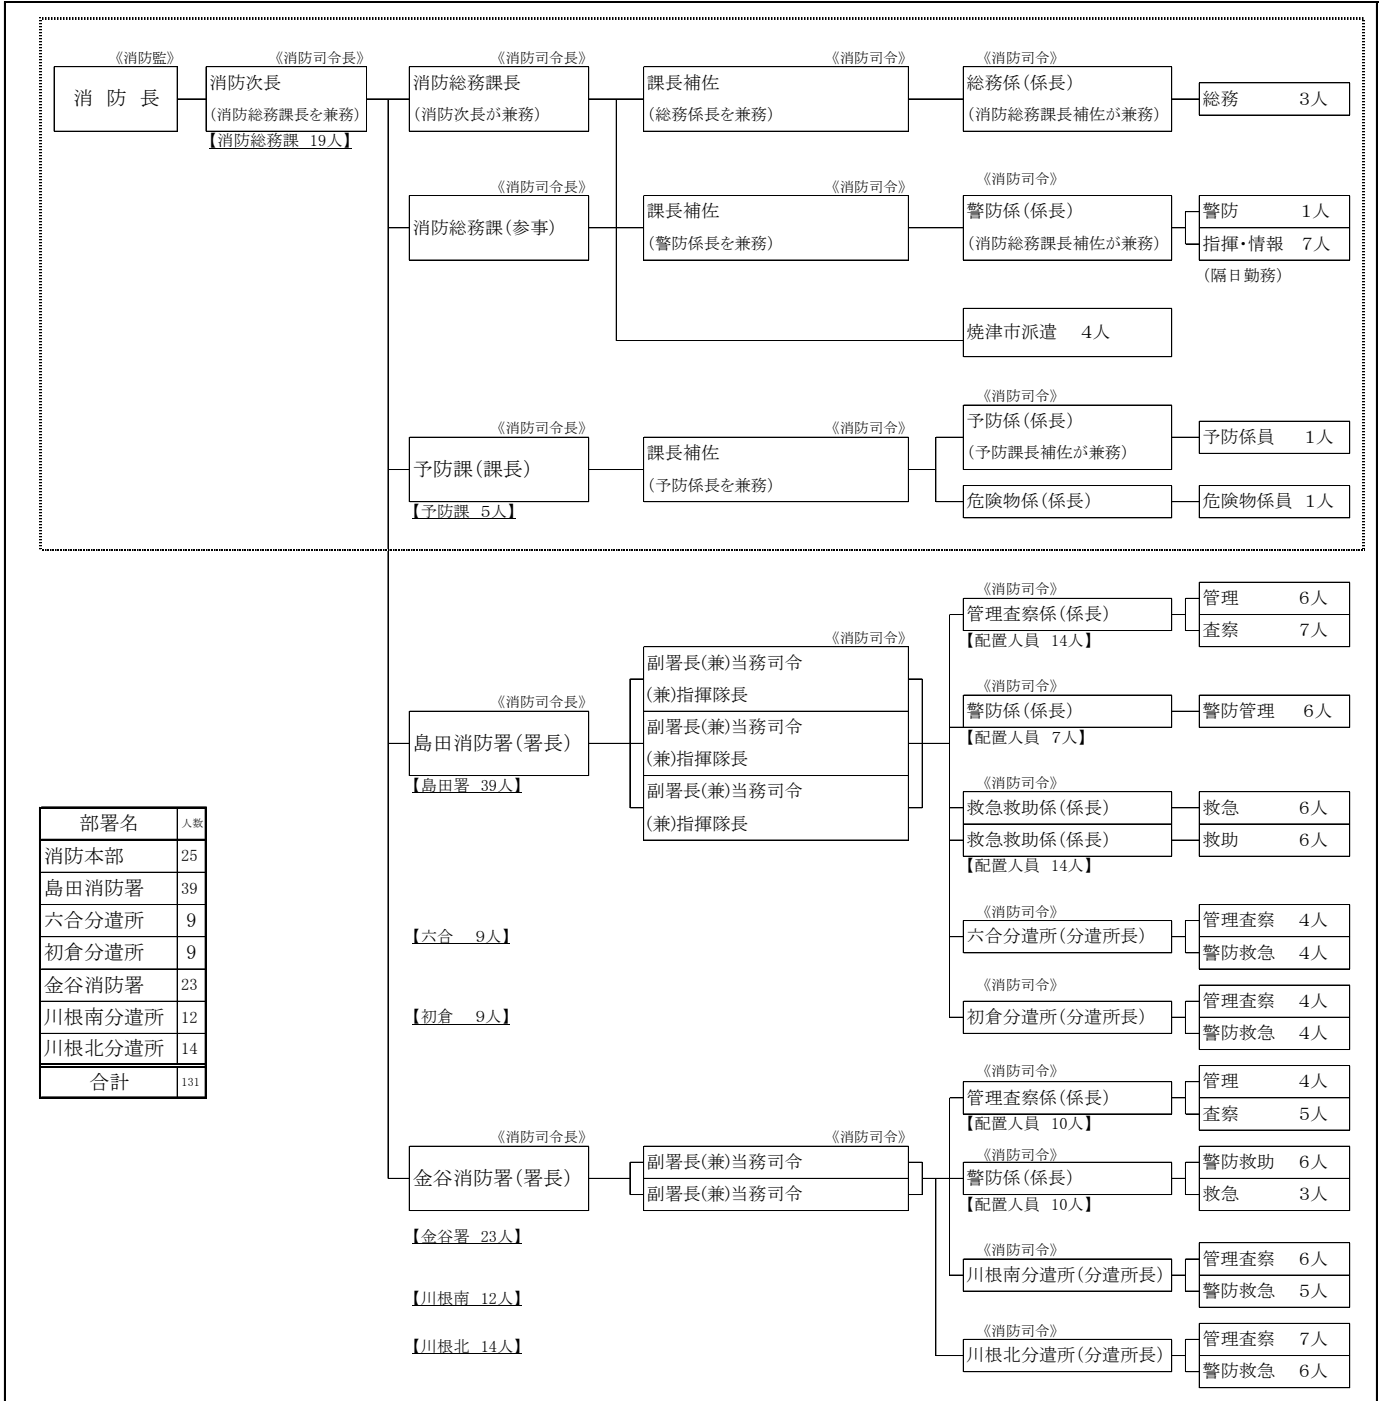 《消防監》 《消防司令長》 《消防司令長》 《消防司令》 《消防司令》
消防長
消防次長
(消防総務課長を兼務)
【消防総務課 19人】
消防総務課長
(消防次長が兼務)
課長補佐
(総務係長を兼務)
総務係(係長)
(消防総務課長補佐が兼務)
総務 3人
《消防司令長》 《消防司令》 《消防司令》
消防総務課(参事)
課長補佐
(警防係長を兼務)
警防係(係長)
(消防総務課長補佐が兼務)
警防 1人
指揮・情報 7人
(隔日勤務)
焼津市派遣 4人
《消防司令長》 《消防司令》 《消防司令》
予防課(課長)
【予防課 5人】
課長補佐
(予防係長を兼務)
予防係(係長)
(予防課長補佐が兼務)
予防係員 1人
危険物係(係長)
危険物係員 1人
《消防司令長》
島田消防署(署長)
【島田署 39人】
《消防司令》
副署長(兼)当務司令
(兼)指揮隊長
副署長(兼)当務司令
(兼)指揮隊長
副署長(兼)当務司令
(兼)指揮隊長
《消防司令》
管理査察係(係長)
【配置人員 14人】
管理 6人
査察 7人
《消防司令》
警防係(係長)
【配置人員 7人】
警防管理 6人
《消防司令》
救急救助係(係長)
救急 6人
救急救助係(係長)
救助 6人
【配置人員 14人】
【六合 9人】
《消防司令》
六合分遣所(分遣所長)
管理査察 4人
警防救急 4人
【初倉 9人】
《消防司令》
初倉分遣所(分遣所長)
管理査察 4人
警防救急 4人
部署名 人数
消防本部 25
島田消防署 39
六合分遣所 9
初倉分遣所 9
金谷消防署 23
川根南分遣所 12
川根北分遣所 14
合計 131
《消防司令長》
金谷消防署(署長)
【金谷署 23人】
《消防司令》
副署長(兼)当務司令
副署長(兼)当務司令
《消防司令》
管理査察係(係長)
【配置人員 10人】
管理 4人
査察 5人
《消防司令》
警防係(係長)
【配置人員 10人】
警防救助 6人
救急 3人
【川根南 12人】
《消防司令》
川根南分遣所(分遣所長)
管理査察 6人
警防救急 5人
【川根北 14人】
《消防司令》
川根北分遣所(分遣所長)
管理査察 7人
警防救急 6人